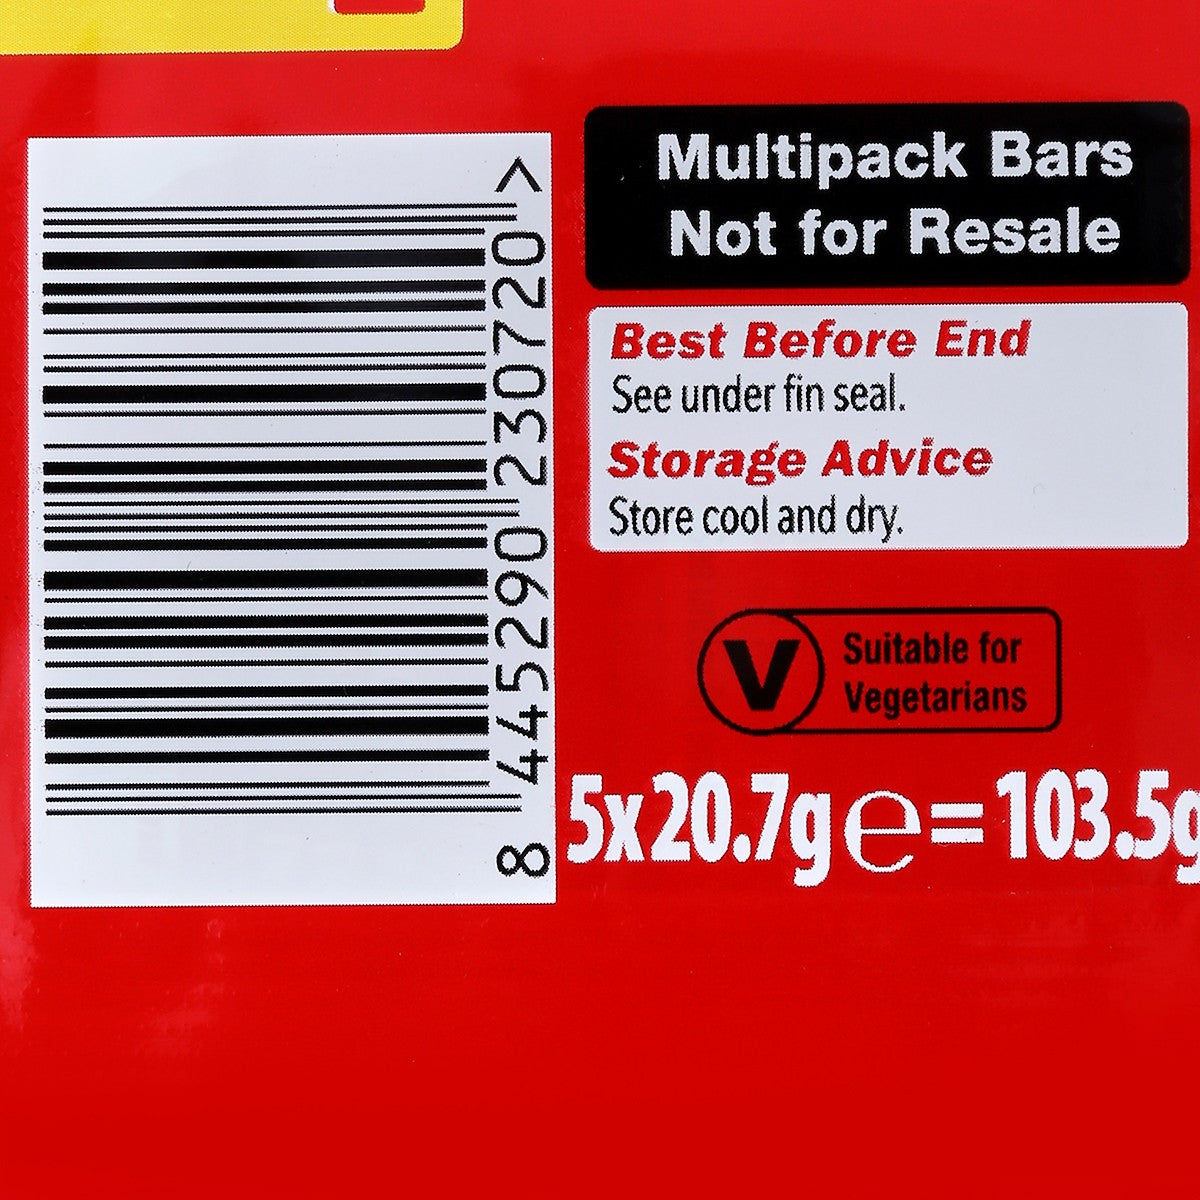 8 445290 230720 >
Multipack Bars
Not for Resale
Best Before End
See under fin seal.
Storage Advice
Store cool and dry.
V
Suitable for
Vegetarians
5x20.7g℮=103.5g